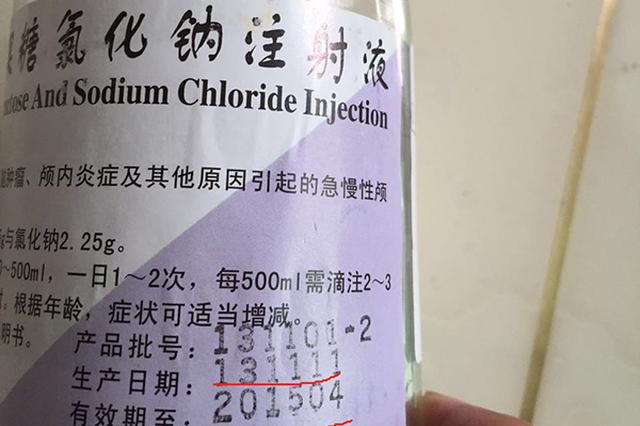 糖氯化钠注射液
tose And Sodium Chloride Injection
肿瘤、颅内炎症及其他原因引起的急慢性颅
与氯化钠2.25g。
~500ml，一日1~2次，每500ml需滴注2~3
。根据年龄，症状可适当增减。
明书。
产品批号：131101-2
生产日期：131111
有效期至：201504